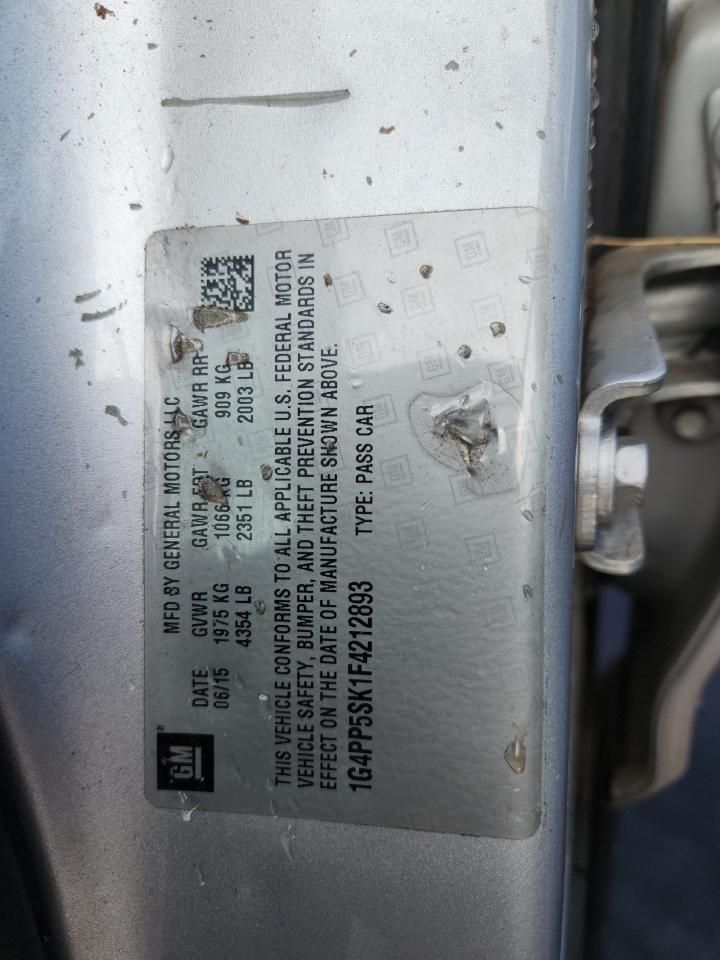 GM®
MFD BY GENERAL MOTORS LLC
DATE GVWR GAWR FRT GAWR RR
06/15 1975 KG 1066 KG 909 KG
4354 LB 2351 LB 2003 LB
THIS VEHICLE CONFORMS TO ALL APPLICABLE U.S. FEDERAL MOTOR
VEHICLE SAFETY, BUMPER, AND THEFT PREVENTION STANDARDS IN
EFFECT ON THE DATE OF MANUFACTURE SHOWN ABOVE.
1G4PP5SK1F4212893 TYPE: PASS CAR